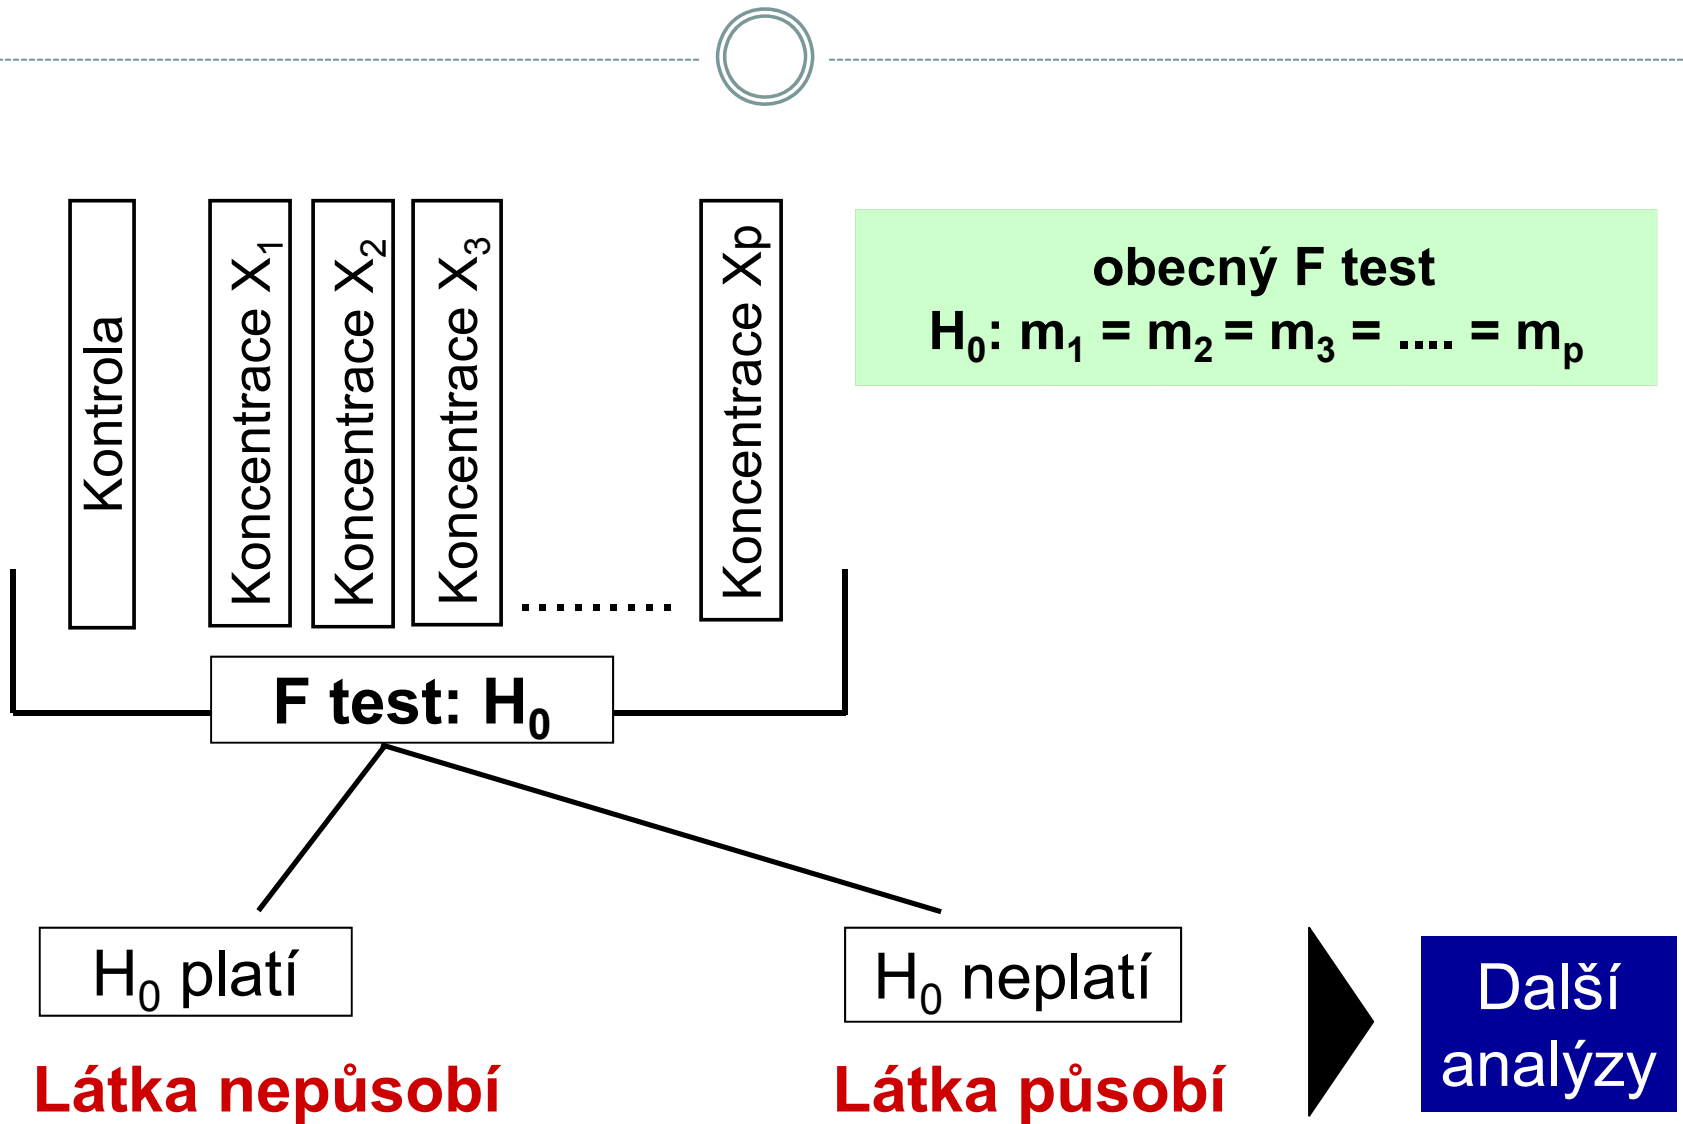 Kontrola
Koncentrace X₁
Koncentrace X₂
Koncentrace X₃
.........
Koncentrace Xp
obecný F test
H₀: m₁ = m₂ = m₃ = .... = mₚ
F test: H₀
H₀ platí
Látka nepůsobí
H₀ neplatí
Látka působí
Další
analýzy